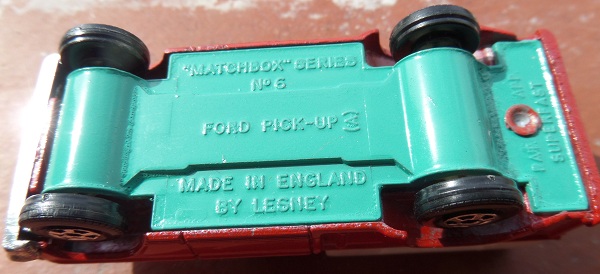 "MATCHBOX" SERIES
No 6
FORD PICK-UP
MADE IN ENGLAND
BY LESNEY
SUPERFAST